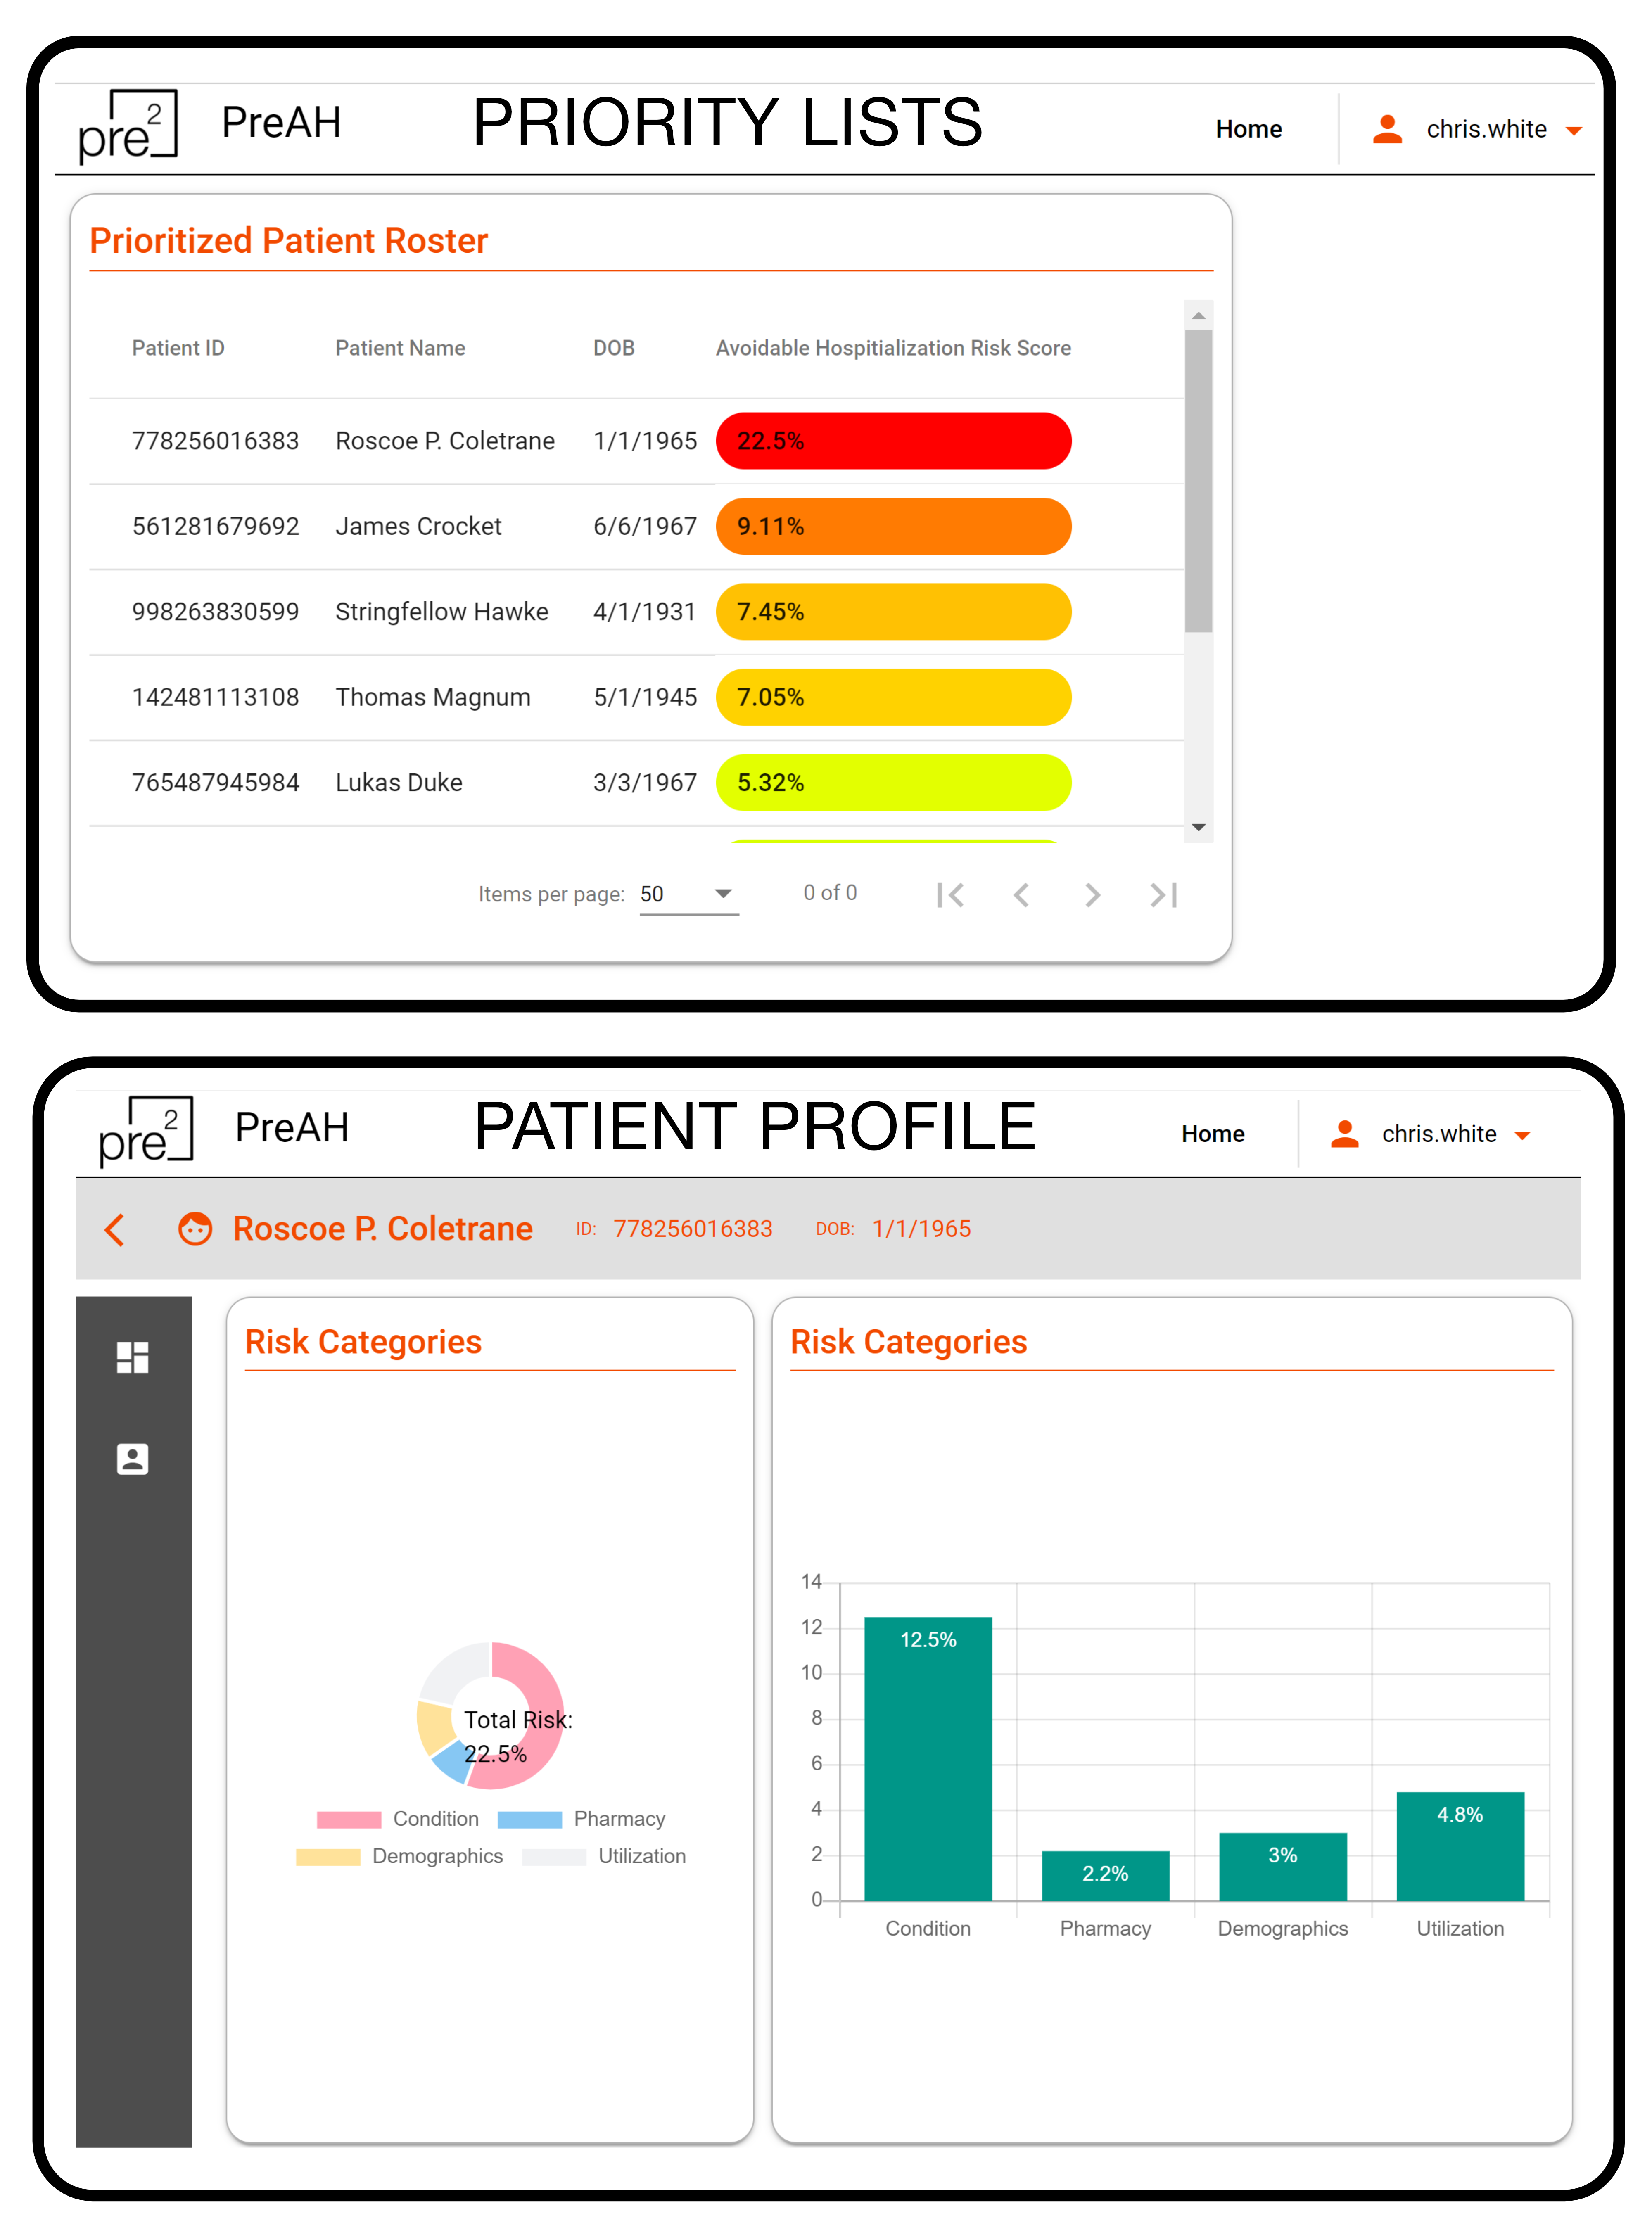 pre2 PreAH PRIORITY LISTS Home chris.white
Prioritized Patient Roster
Patient ID Patient Name DOB Avoidable Hospitialization Risk Score
778256016383 Roscoe P. Coletrane 1/1/1965 22.5%
561281679692 James Crocket 6/6/1967 9.11%
998263830599 Stringfellow Hawke 4/1/1931 7.45%
142481113108 Thomas Magnum 5/1/1945 7.05%
765487945984 Lukas Duke 3/3/1967 5.32%
Items per page: 50 0 of 0
pre2 PreAH PATIENT PROFILE Home chris.white
Roscoe P. Coletrane ID: 778256016383 DOB: 1/1/1965
Risk Categories
Total Risk:
22.5%
Condition Pharmacy
Demographics Utilization
Risk Categories
14
12
10
8
6
4
2
0
12.5%
2.2%
3%
4.8%
Condition Pharmacy Demographics Utilization